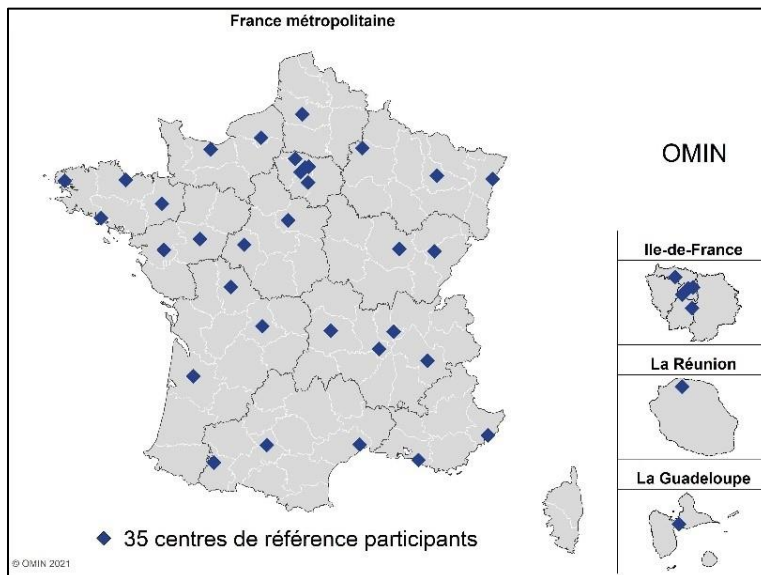 France métropolitaine
OMIN
Ile-de-France
La Réunion
La Guadeloupe
35 centres de référence participants
© OMIN 2021